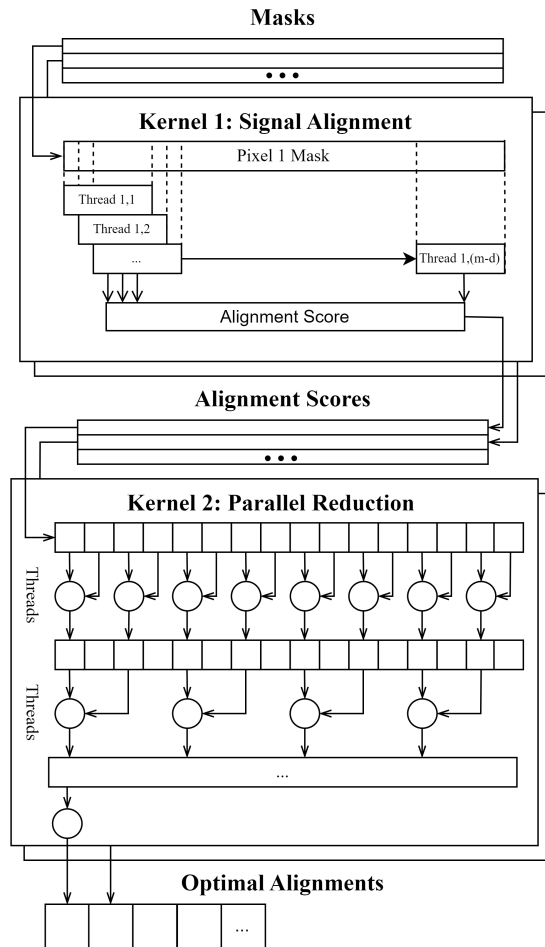 Masks
•••
Kernel 1: Signal Alignment
Pixel 1 Mask
Thread 1,1
Thread 1,2
...
Thread 1,(m-d)
Alignment Score
Alignment Scores
•••
Kernel 2: Parallel Reduction
Threads
Threads
...
Optimal Alignments
...